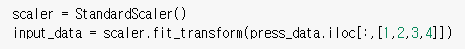 scaler = StandardScaler()
input_data = scaler.fit_transform(press_data.iloc[:,[1,2,3,4]])